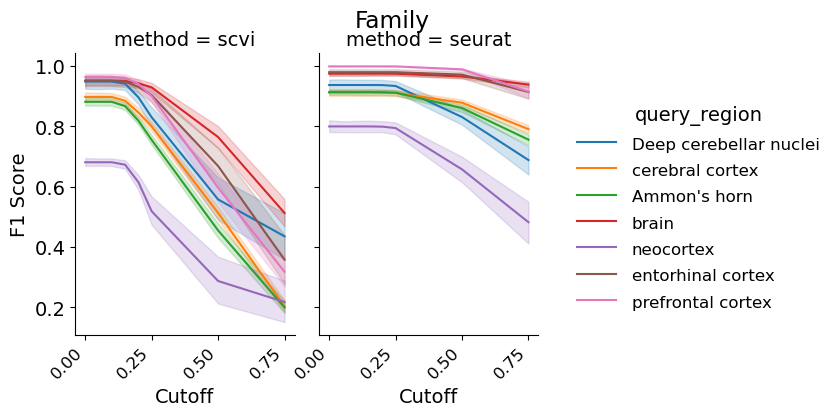 Family
method = scvi
method = seurat
F1 Score
1.0
0.8
0.6
0.4
0.2
0.00
0.25
0.50
0.75
0.00
0.25
0.50
0.75
Cutoff
Cutoff
query_region
Deep cerebellar nuclei
cerebral cortex
Ammon's horn
brain
neocortex
entorhinal cortex
prefrontal cortex